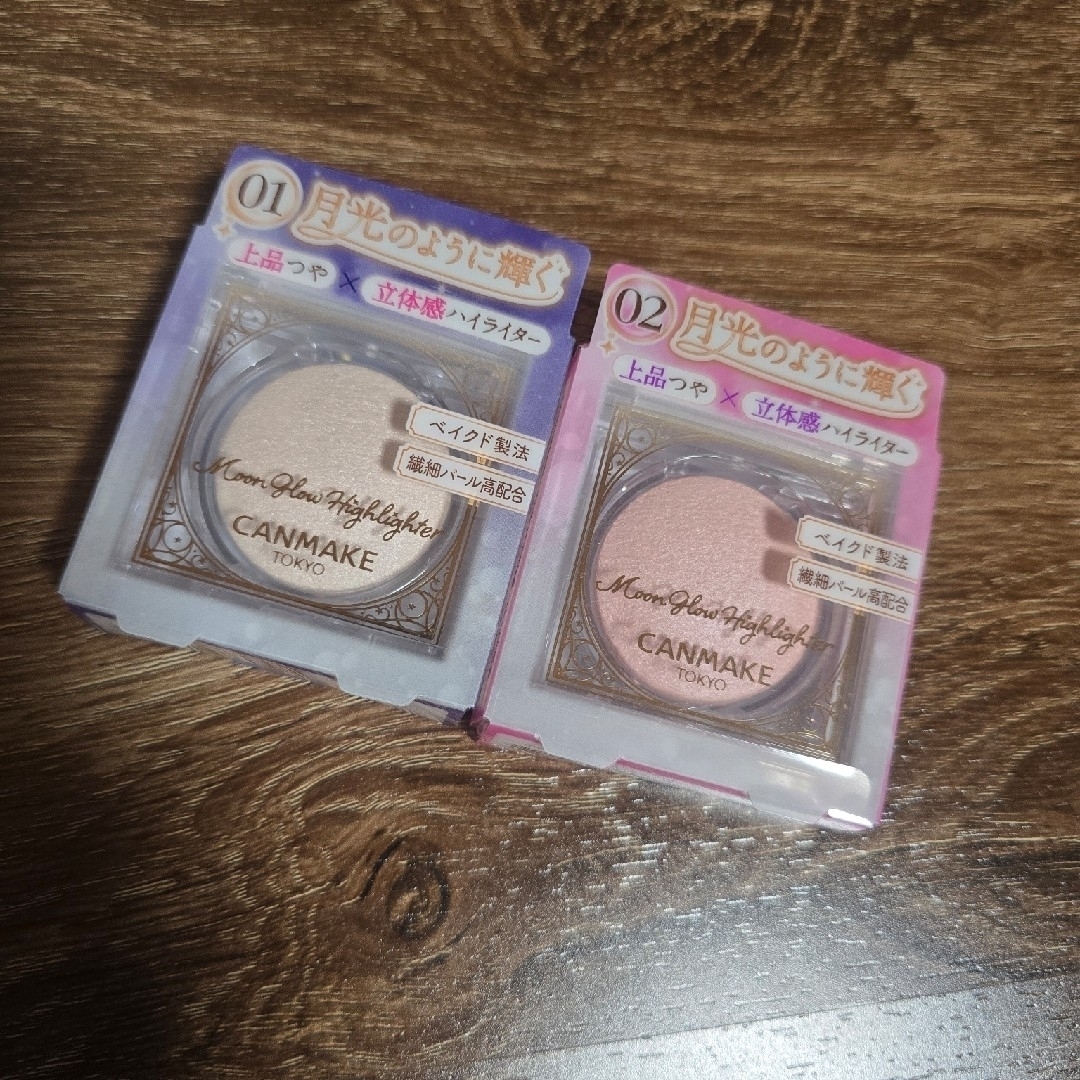 01
月光のように輝ぐ
上品つや×立体感ハイライター
ベイクド製法
繊細パール高配合
Moon Glow Highlighter
CANMAKE
TOKYO
02
月光のように輝ぐ
上品つや×立体感ハイライター
ベイクド製法
繊細パール高配合
Moon Glow Highlighter
CANMAKE
TOKYO